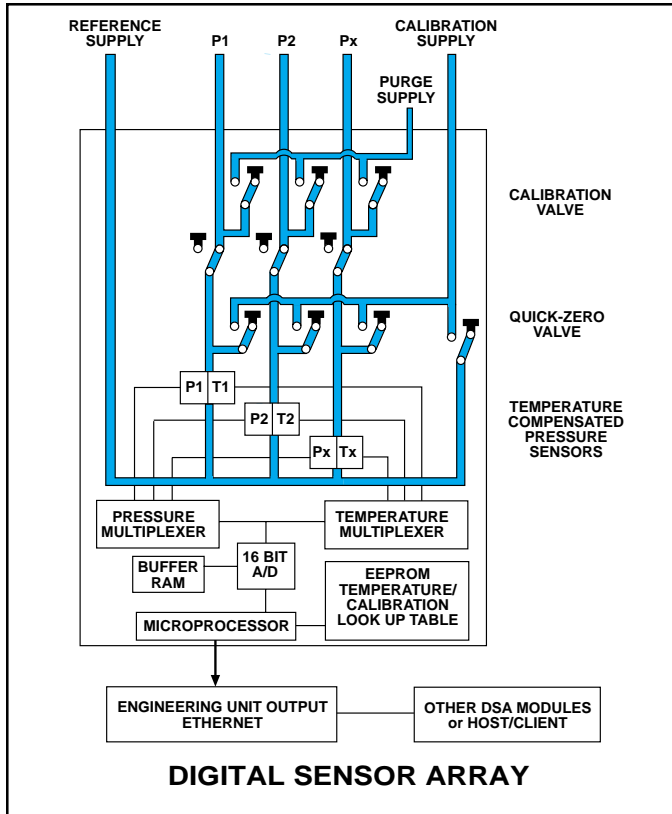 REFERENCE
SUPPLY
P1
P2
Px
CALIBRATION
SUPPLY
PURGE
SUPPLY
CALIBRATION
VALVE
QUICK-ZERO
VALVE
P1 T1
P2 T2
Px Tx
TEMPERATURE
COMPENSATED
PRESSURE
SENSORS
PRESSURE
MULTIPLEXER
TEMPERATURE
MULTIPLEXER
BUFFER
RAM
16 BIT
A/D
EEPROM
TEMPERATURE/
CALIBRATION
LOOK UP TABLE
MICROPROCESSOR
ENGINEERING UNIT OUTPUT
ETHERNET
OTHER DSA MODULES
or HOST/CLIENT
DIGITAL SENSOR ARRAY